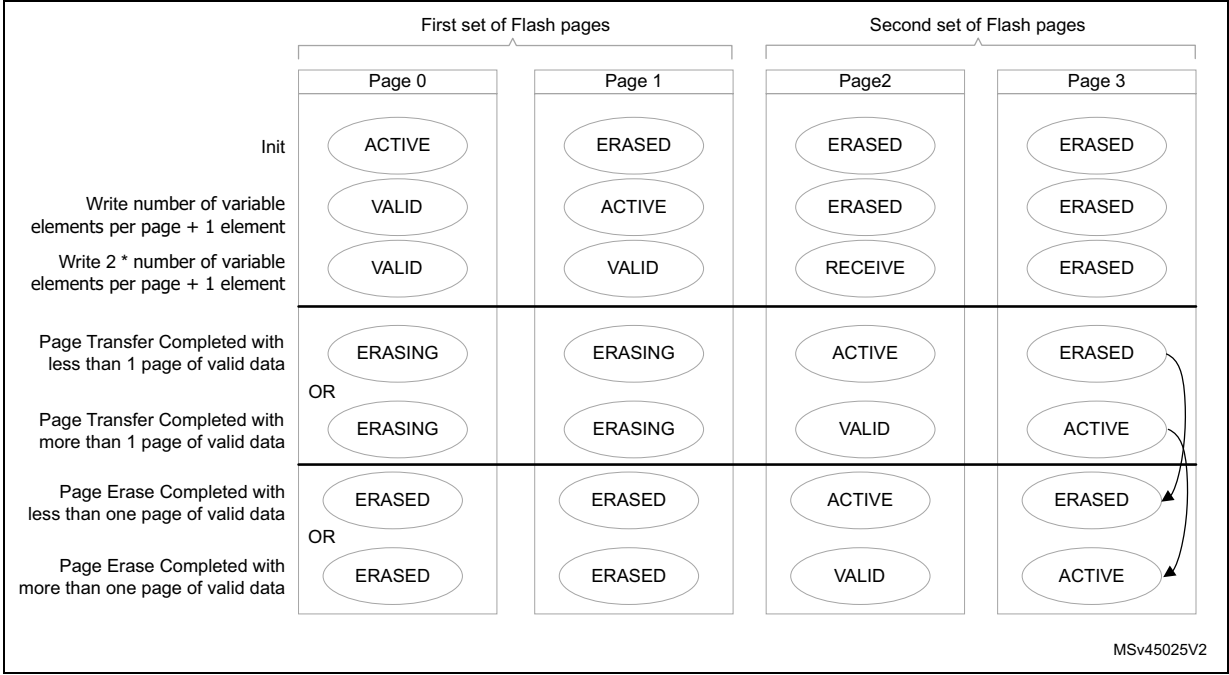 First set of Flash pages
Second set of Flash pages
Page 0
Page 1
Page2
Page 3
Init
ACTIVE
ERASED
ERASED
ERASED
Write number of variable
elements per page + 1 element
VALID
ACTIVE
ERASED
ERASED
Write 2 * number of variable
elements per page + 1 element
VALID
VALID
RECEIVE
ERASED
Page Transfer Completed with
less than 1 page of valid data
ERASING
ERASING
ACTIVE
ERASED
OR
Page Transfer Completed with
more than 1 page of valid data
ERASING
ERASING
VALID
ACTIVE
Page Erase Completed with
less than one page of valid data
ERASED
ERASED
ACTIVE
ERASED
OR
Page Erase Completed with
more than one page of valid data
ERASED
ERASED
VALID
ACTIVE
MSv45025V2